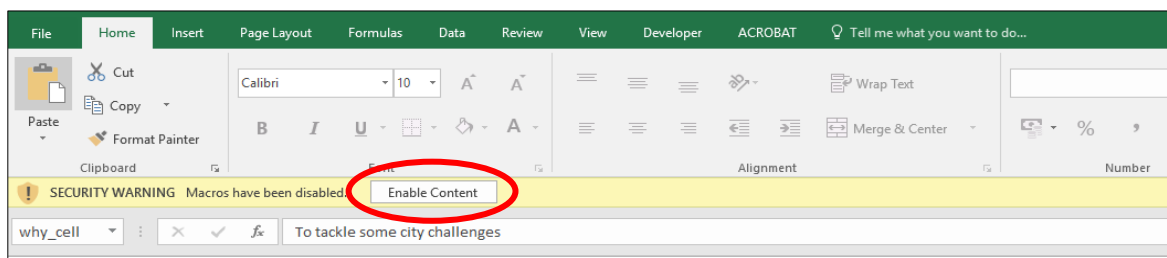 File Home Insert Page Layout Formulas Data Review View Developer ACROBAT Tell me what you want to do...
Cut
Calibri 10 A A Wrap Text
Copy
Paste
Format Painter B I U A Merge & Center % ,
Clipboard Font Alignment Number
! SECURITY WARNING Macros have been disabled. Enable Content
why_cell fx To tackle some city challenges